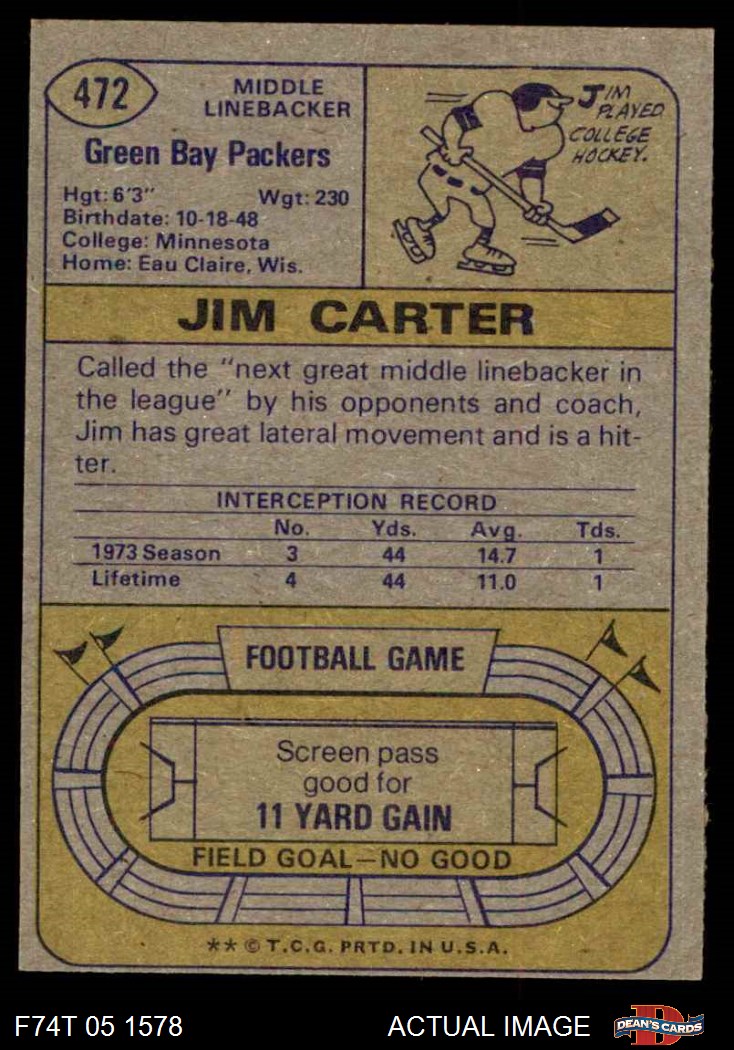 472
MIDDLE
LINEBACKER
Green Bay Packers
Hgt: 6'3" Wgt: 230
Birthdate: 10-18-48
College: Minnesota
Home: Eau Claire, Wis.
JIM
PLAYED
COLLEGE
HOCKEY.
JIM CARTER
Called the "next great middle linebacker in
the league" by his opponents and coach,
Jim has great lateral movement and is a hit-
ter.
INTERCEPTION RECORD
No. Yds. Avg. Tds.
1973 Season 3 44 14.7 1
Lifetime 4 44 11.0 1
FOOTBALL GAME
Screen pass
good for
11 YARD GAIN
FIELD GOAL—NO GOOD
** © T.C.G. PRTD. IN U.S.A.
F74T 05 1578 ACTUAL IMAGE
D
DEAN'S CARDS